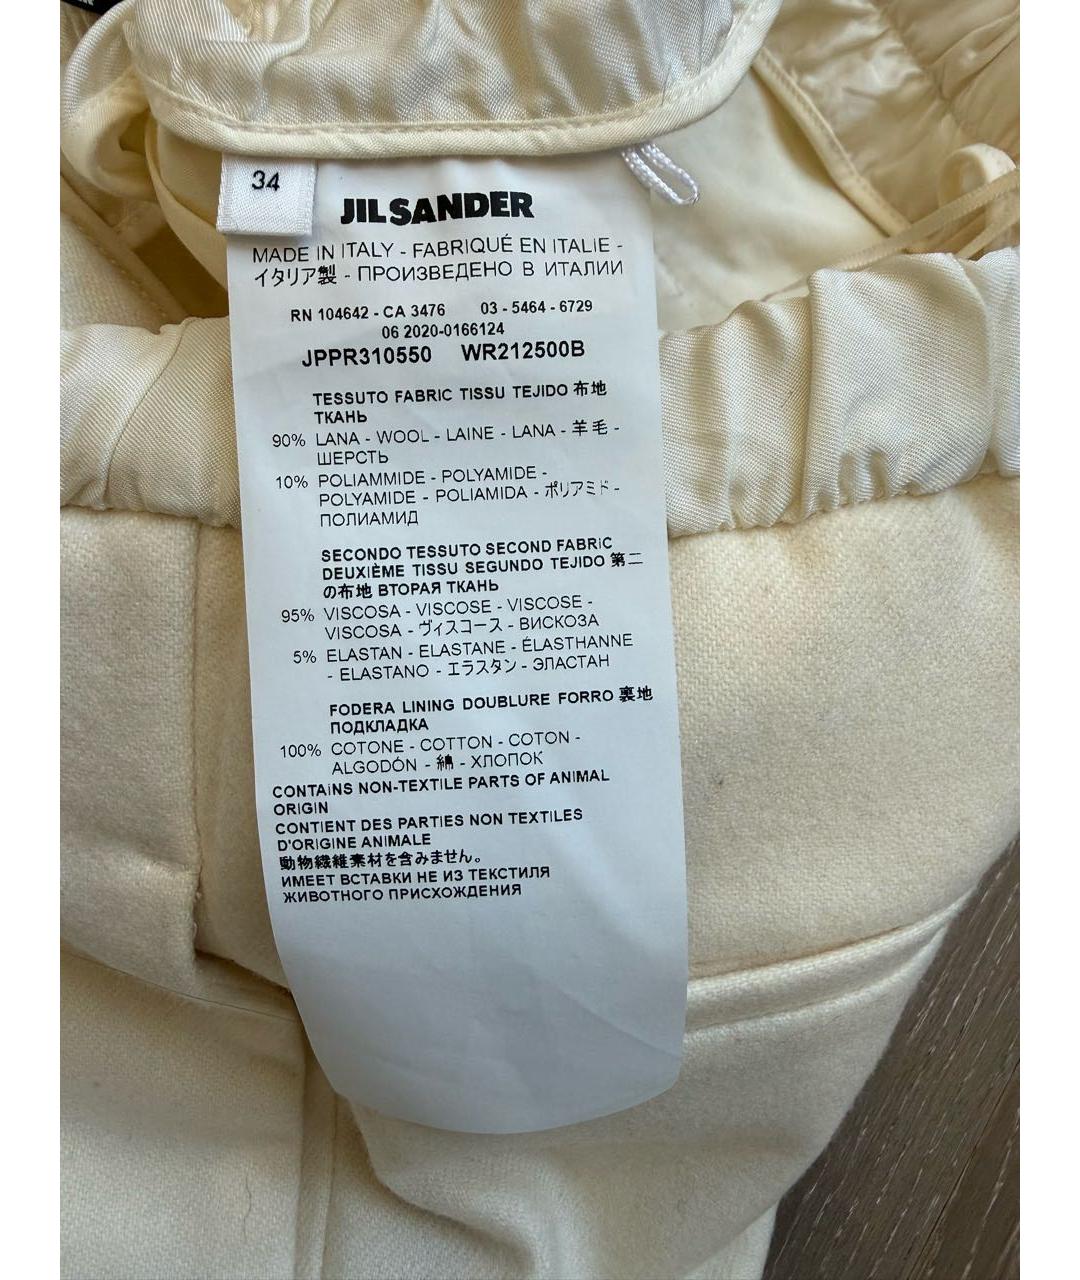 34
JIL SANDER
MADE IN ITALY - FABRIQUÉ EN ITALIE -
イタリア製 - ПРОИЗВЕДЕНО В ИТАЛИИ
RN 104642 - CA 3476 03 - 5464 - 6729
06 2020-0166124
JPPR310550 WR212500B
TESSUTO FABRIC TISSU TEJIDO 布地
ТКАНЬ
90% LANA - WOOL - LAINE - LANA - 羊毛 -
ШЕРСТЬ
10% POLIAMMIDE - POLYAMIDE -
POLYAMIDE - POLIAMIDA - ポリアミド -
ПОЛИАМИД
SECONDO TESSUTO SECOND FABRIC
DEUXIÈME TISSU SEGUNDO TEJIDO 第二
の布地 ВТОРАЯ ТКАНЬ
95% VISCOSA - VISCOSE - VISCOSE -
VISCOSA - ヴィスコース - ВИСКОЗА
5% ELASTAN - ELASTANE - ÉLASTHANNE
- ELASTANO - エラスタン - ЭЛАСТАН
FODERA LINING DOUBLURE FORRO 裏地
ПОДКЛАДКА
100% COTONE - COTTON - COTON -
ALGODÓN - 綿 - ХЛОПОК
CONTAINS NON-TEXTILE PARTS OF ANIMAL
ORIGIN
CONTIENT DES PARTIES NON TEXTILES
D'ORIGINE ANIMALE
動物繊維素材を含みません。
ИМЕЕТ ВСТАВКИ НЕ ИЗ ТЕКСТИЛЯ
ЖИВОТНОГО ПРИСХОЖДЕНИЯ